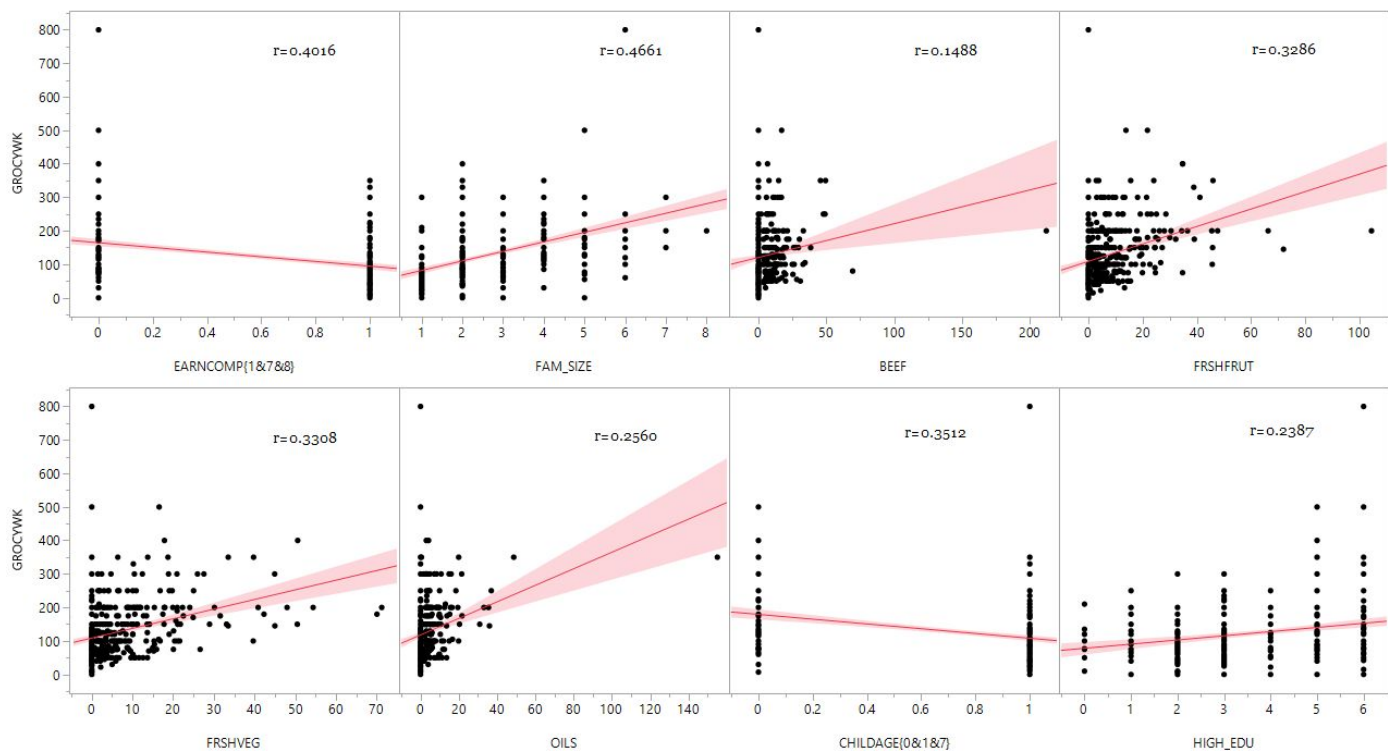 r=0.4016 r=0.4661 r=0.1488 r=0.3286
800
700
600
500
400
300
200
100
0
GROCYWK
0 0.2 0.4 0.6 0.8 1 1 2 3 4 5 6 7 8 0 50 100 150 200 0 20 40 60 80 100
EARNCOMP{1&7&8} FAM_SIZE BEEF FRSHFRUT
r=0.3308 r=0.2560 r=0.3512 r=0.2387
800
700
600
500
400
300
200
100
0
GROCYWK
0 10 20 30 40 50 60 70 0 20 40 60 80 100 140 0 0.2 0.4 0.6 0.8 1 0 1 2 3 4 5 6
FRSHVEG OILS CHILDAGE{0&1&7} HIGH_EDU